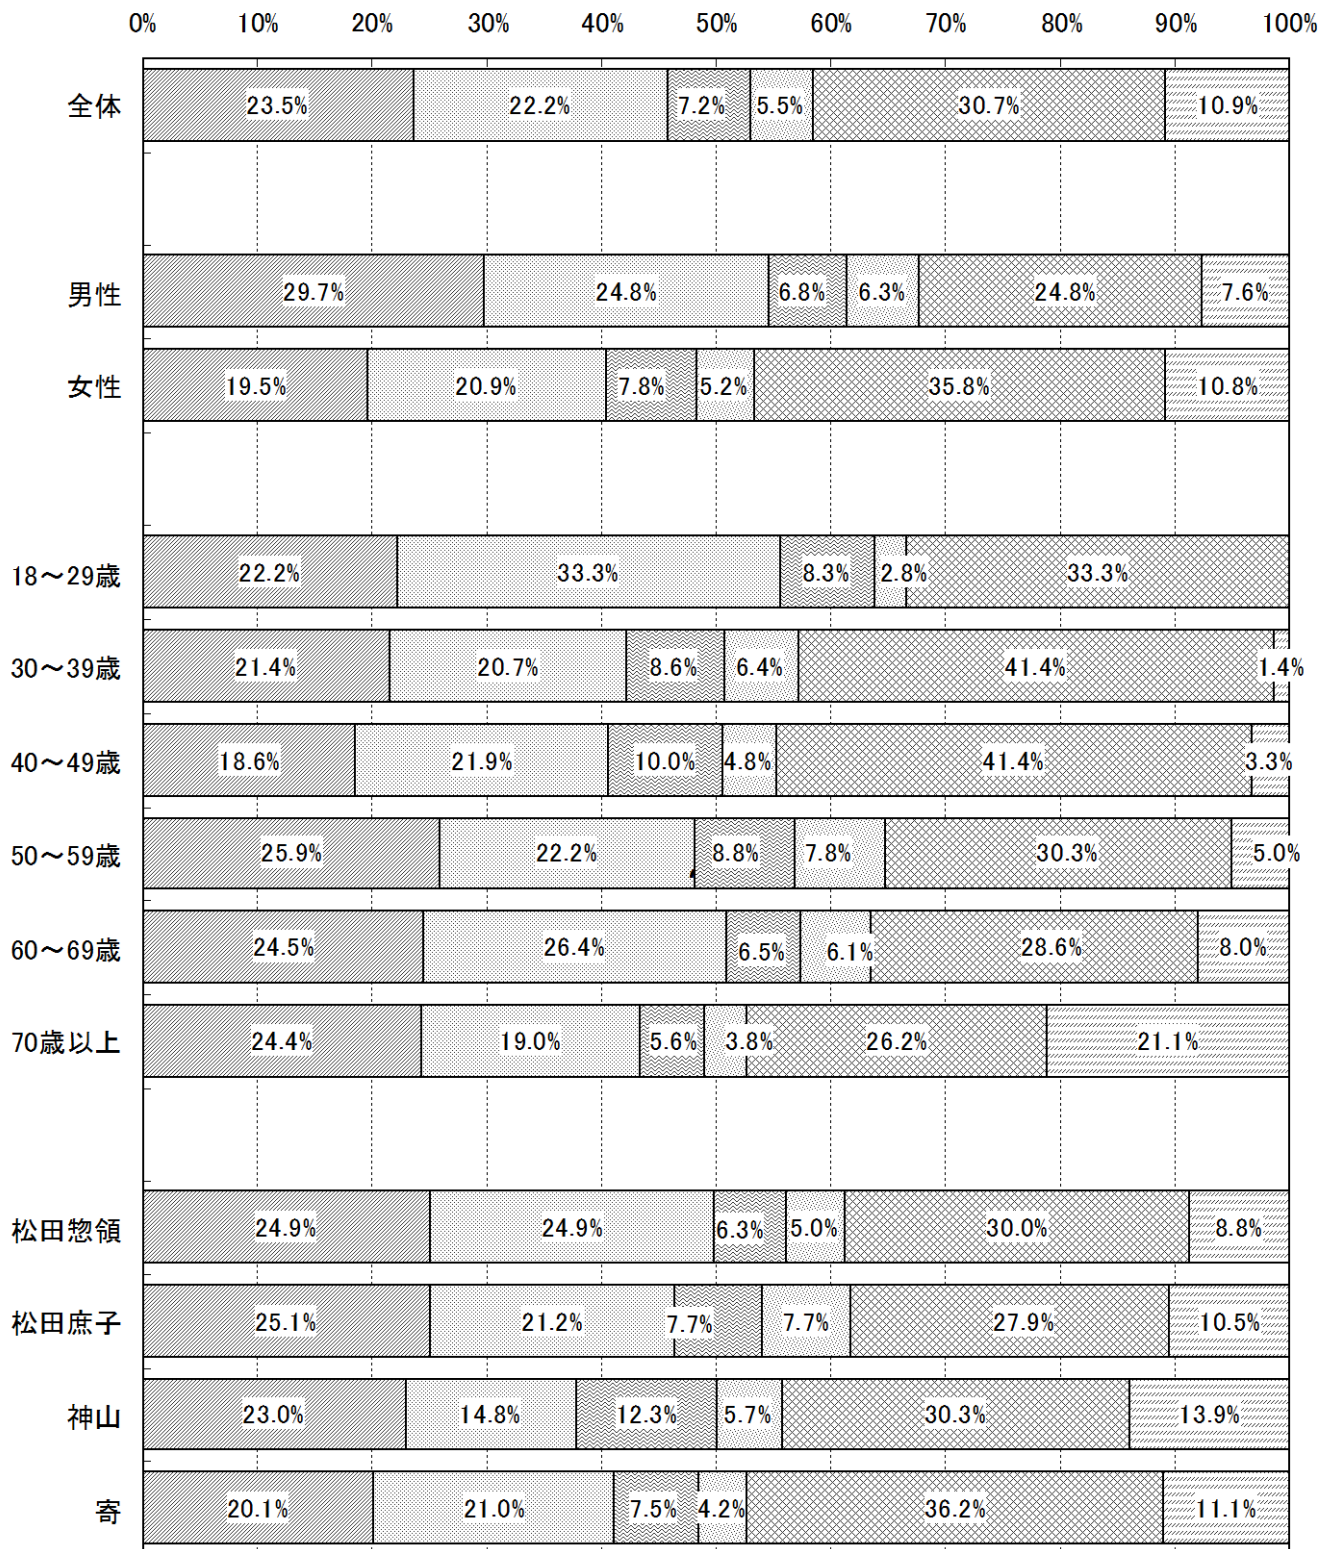 0% 10% 20% 30% 40% 50% 60% 70% 80% 90% 100%
全体 23.5% 22.2% 7.2% 5.5% 30.7% 10.9%
男性 29.7% 24.8% 6.8% 6.3% 24.8% 7.6%
女性 19.5% 20.9% 7.8% 5.2% 35.8% 10.8%
18～29歳 22.2% 33.3% 8.3% 2.8% 33.3%
30～39歳 21.4% 20.7% 8.6% 6.4% 41.4% 1.4%
40～49歳 18.6% 21.9% 10.0% 4.8% 41.4% 3.3%
50～59歳 25.9% 22.2% 8.8% 7.8% 30.3% 5.0%
60～69歳 24.5% 26.4% 6.5% 6.1% 28.6% 8.0%
70歳以上 24.4% 19.0% 5.6% 3.8% 26.2% 21.1%
松田惣領 24.9% 24.9% 6.3% 5.0% 30.0% 8.8%
松田庶子 25.1% 21.2% 7.7% 7.7% 27.9% 10.5%
神山 23.0% 14.8% 12.3% 5.7% 30.3% 13.9%
寄 20.1% 21.0% 7.5% 4.2% 36.2% 11.1%